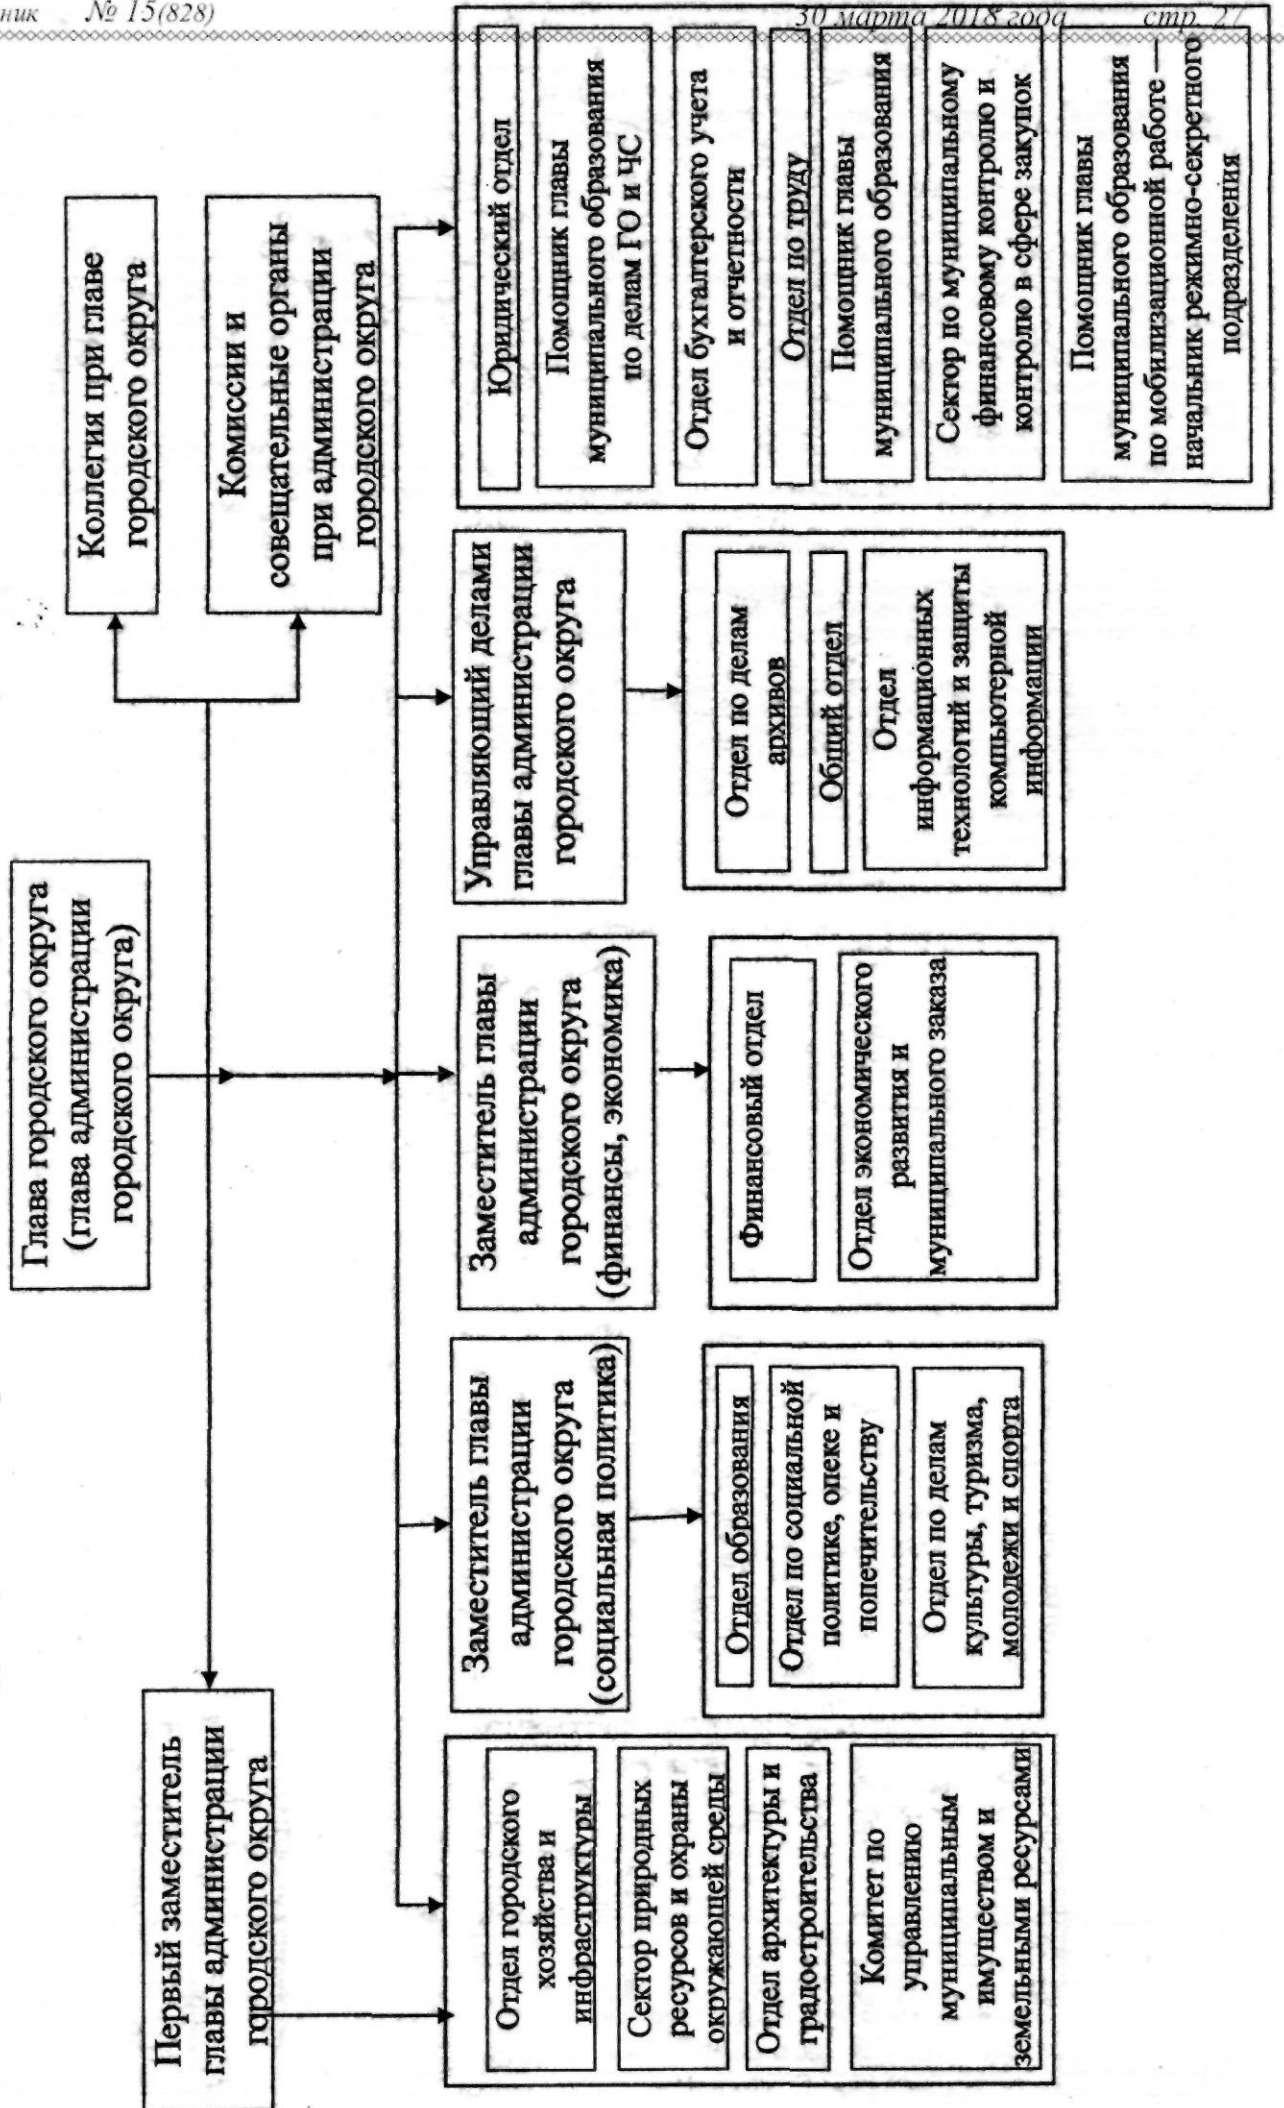 ник № 15(828) 30 марта 2018 года стр. 27
Глава городского округа
(глава администрации
городского округа)
Первый заместитель
главы администрации
городского округа
Коллегия при главе
городского округа
Комиссии и
совещательные органы
при администрации
городского округа
Заместитель главы
администрации
городского округа
(социальная политика)
Заместитель главы
администрации
городского округа
(финансы, экономика)
Управляющий делами
главы администрации
городского округа
Отдел городского
хозяйства и
инфраструктуры
Сектор природных
ресурсов и охраны
окружающей среды
Отдел архитектуры и
градостроительства
Комитет по
управлению
муниципальным
имуществом и
земельными ресурсами
Отдел образования
Отдел по социальной
политике, опеке и
попечительству
Отдел по делам
культуры, туризма,
молодежи и спорта
Финансовый отдел
Отдел экономического
развития и
муниципального заказа
Отдел по делам
архивов
Общий отдел
Отдел
информационных
технологий и защиты
компьютерной
информации
Юридический отдел
Помощник главы
муниципального образования
по делам ГО и ЧС
Отдел бухгалтерского учета
и отчетности
Отдел по труду
Помощник главы
муниципального образования
Сектор по муниципальному
финансовому контролю и
контролю в сфере закупок
Помощник главы
муниципального образования
по мобилизационной работе —
начальник режимно-секретного
подразделения